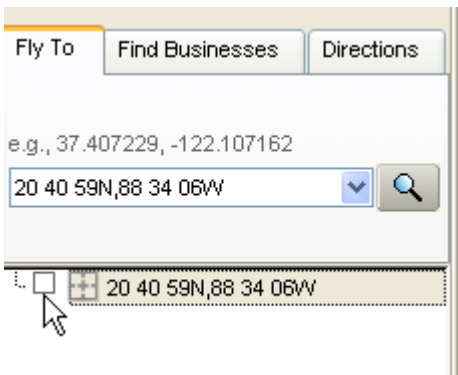 Fly To Find Businesses Directions
e.g., 37.407229, -122.107162
20 40 59N,88 34 06W
20 40 59N,88 34 06W